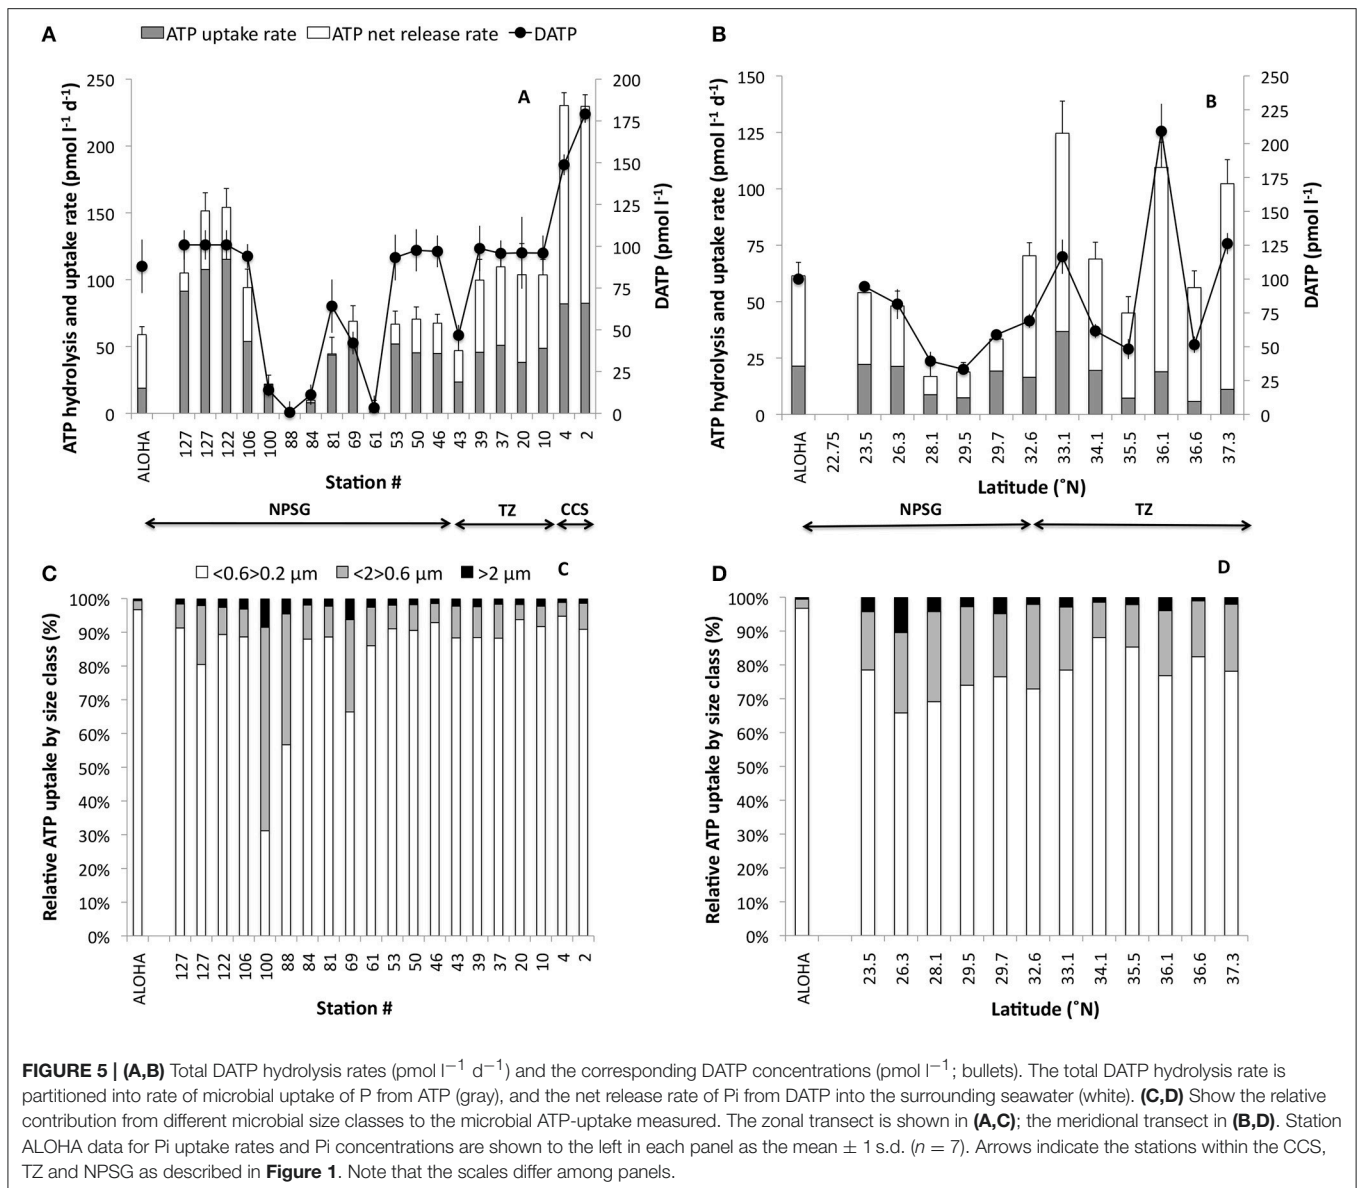 A
ATP uptake rate ATP net release rate DATP
B
A
ATP hydrolysis and uptake rate (pmol l-1 d-1)
250
200
150
100
50
0
200
175
150
125
100
75
50
25
0
DATP (pmol l-1)
ALOHA 127 127 122 106 100 88 84 81 69 61 53 50 46 43 39 37 20 10 4 2
Station #
NPSG TZ CCS
B
ATP hydrolysis and uptake rate (pmol l-1 d-1)
150
125
100
75
50
25
0
250
225
200
175
150
125
100
75
50
25
0
DATP (pmol l-1)
ALOHA 22.75 23.5 26.3 28.1 29.5 29.7 32.6 33.1 34.1 35.5 36.1 36.6 37.3
Latitude (˚N)
NPSG TZ
C
<0.6>0.2 µm <2>0.6 µm >2 µm
C
Relative ATP uptake by size class (%)
100%
90%
80%
70%
60%
50%
40%
30%
20%
10%
0%
ALOHA 127 127 122 106 100 88 84 81 69 61 53 50 46 43 39 37 20 10 4 2
Station #
D
D
Relative ATP uptake by size class (%)
100%
90%
80%
70%
60%
50%
40%
30%
20%
10%
0%
ALOHA 23.5 26.3 28.1 29.5 29.7 32.6 33.1 34.1 35.5 36.1 36.6 37.3
Latitude (˚N)
FIGURE 5 | (A,B) Total DATP hydrolysis rates (pmol l−1 d−1) and the corresponding DATP concentrations (pmol l−1; bullets). The total DATP hydrolysis rate is
partitioned into rate of microbial uptake of P from ATP (gray), and the net release rate of Pi from DATP into the surrounding seawater (white). (C,D) Show the relative
contribution from different microbial size classes to the microbial ATP-uptake measured. The zonal transect is shown in (A,C); the meridional transect in (B,D). Station
ALOHA data for Pi uptake rates and Pi concentrations are shown to the left in each panel as the mean ± 1 s.d. (n = 7). Arrows indicate the stations within the CCS,
TZ and NPSG as described in Figure 1. Note that the scales differ among panels.